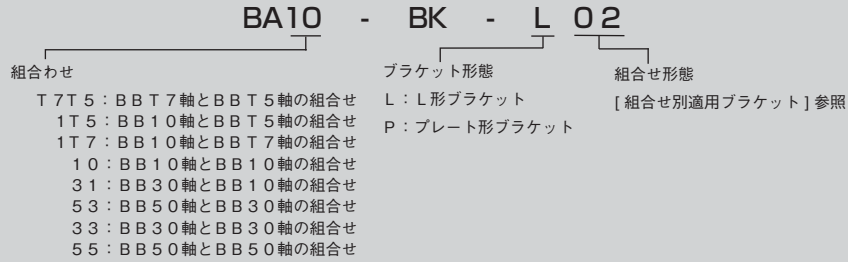 BA10 - BK - L 02
組合わせ
T7T5：BBT7軸とBBT5軸の組合せ
1T5：BB10軸とBBT5軸の組合せ
1T7：BB10軸とBBT7軸の組合せ
10：BB10軸とBB10軸の組合せ
31：BB30軸とBB10軸の組合せ
53：BB50軸とBB30軸の組合せ
33：BB30軸とBB30軸の組合せ
55：BB50軸とBB50軸の組合せ
ブラケット形態
L：L形ブラケット
P：プレート形ブラケット
組合せ形態
[組合せ別適用ブラケット]参照